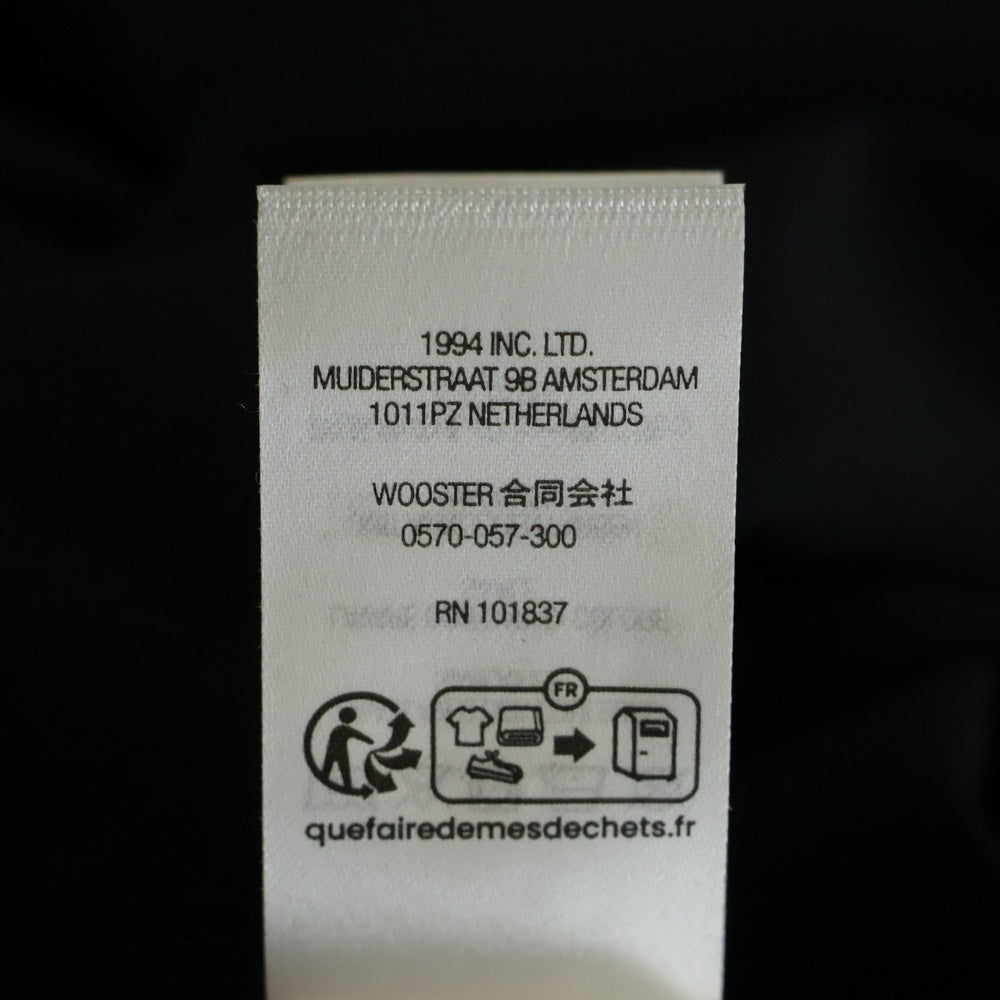 1994 INC. LTD.
MUIDERSTRAAT 9B AMSTERDAM
1011PZ NETHERLANDS
WOOSTER 合同会社
0570-057-300
RN 101837
FR
quefairedemesdechets.fr